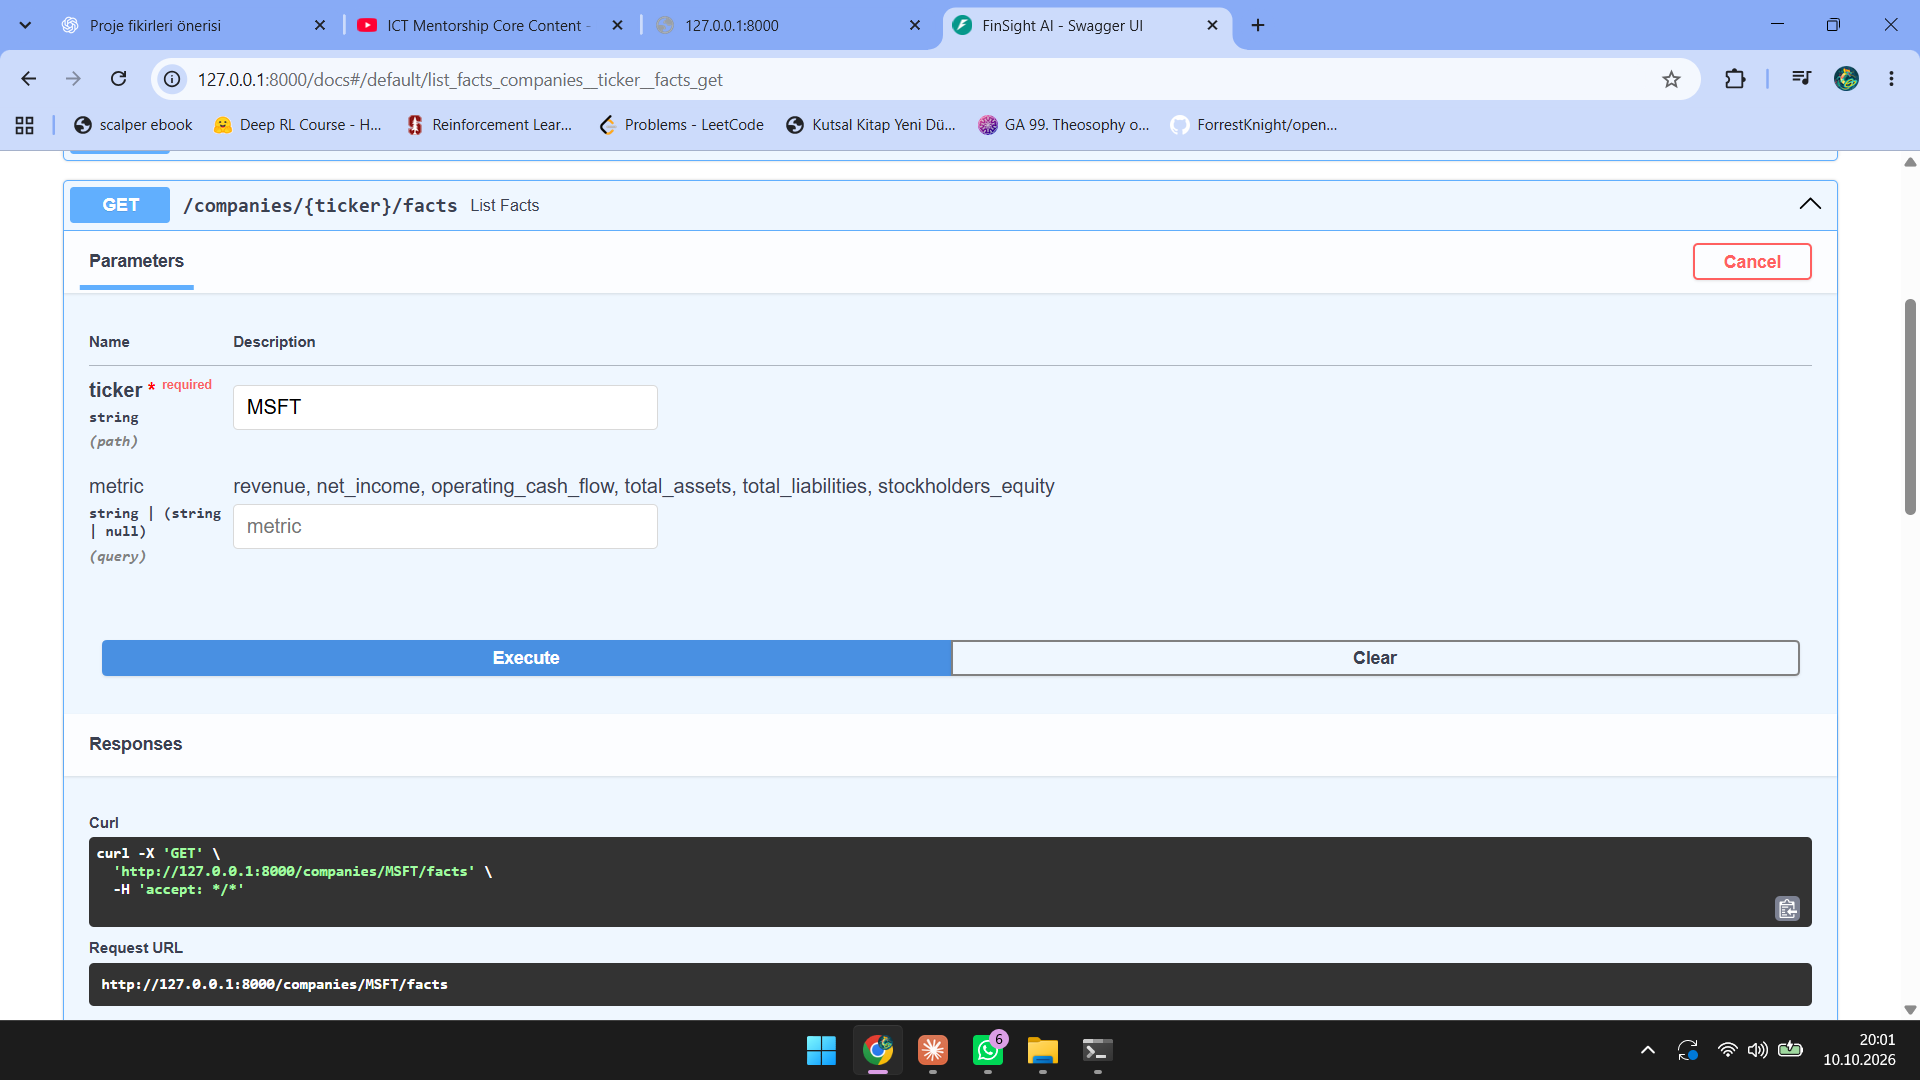 Proje fikirleri önerisi
ICT Mentorship Core Content -
127.0.0.1:8000
FinSight AI - Swagger UI
127.0.0.1:8000/docs#/default/list_facts_companies__ticker__facts_get
scalper ebook
Deep RL Course - H...
Reinforcement Lear...
Problems - LeetCode
Kutsal Kitap Yeni Dü...
GA 99. Theosophy o...
ForrestKnight/open...
GET /companies/{ticker}/facts List Facts
Parameters
Cancel
Name Description
ticker * required
string
(path)
MSFT
metric
string | (string
| null)
(query)
revenue, net_income, operating_cash_flow, total_assets, total_liabilities, stockholders_equity
metric
Execute
Clear
Responses
Curl
curl -X 'GET' \
'http://127.0.0.1:8000/companies/MSFT/facts' \
-H 'accept: */*'
Request URL
http://127.0.0.1:8000/companies/MSFT/facts
6
20:01
10.10.2026